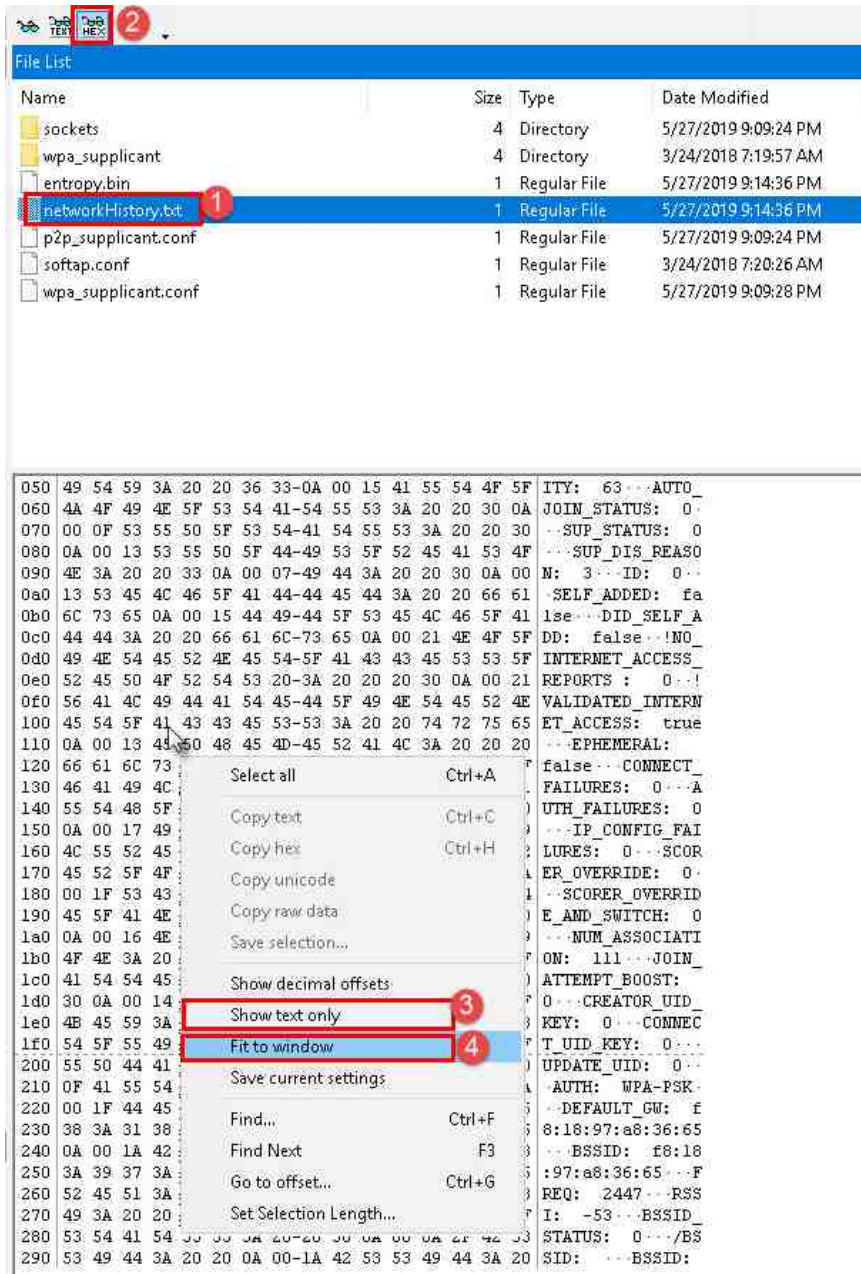 TEXT HEX 2
File List
Name Size Type Date Modified
sockets 4 Directory 5/27/2019 9:09:24 PM
wpa_supplicant 4 Directory 3/24/2018 7:19:57 AM
entropy.bin 1 Regular File 5/27/2019 9:14:36 PM
networkHistory.txt 1 1 Regular File 5/27/2019 9:14:36 PM
p2p_supplicant.conf 1 Regular File 5/27/2019 9:09:24 PM
softap.conf 1 Regular File 3/24/2018 7:20:26 AM
wpa_supplicant.conf 1 Regular File 5/27/2019 9:09:28 PM
050 49 54 59 3A 20 20 36 33-0A 00 15 41 55 54 4F 5F ITY:  63···AUTO_
060 4A 4F 49 4E 5F 53 54 41-54 55 53 3A 20 20 30 0A JOIN_STATUS:  0·
070 00 0F 53 55 50 5F 53 54-41 54 55 53 3A 20 20 30 ··SUP_STATUS:  0
080 0A 00 13 53 55 50 5F 44-49 53 5F 52 45 41 53 4F ···SUP_DIS_REASO
090 4E 3A 20 20 33 0A 00 07-49 44 3A 20 20 30 0A 00 N:  3···ID:  0··
0a0 13 53 45 4C 46 5F 41 44-44 45 44 3A 20 20 66 61 ·SELF_ADDED:  fa
0b0 6C 73 65 0A 00 15 44 49-44 5F 53 45 4C 46 5F 41 lse···DID_SELF_A
0c0 44 44 3A 20 20 66 61 6C-73 65 0A 00 21 4E 4F 5F DD:  false··!NO_
0d0 49 4E 54 45 52 4E 45 54-5F 41 43 43 45 53 53 5F INTERNET_ACCESS_
0e0 52 45 50 4F 52 54 53 20-3A 20 20 20 30 0A 00 21 REPORTS :   0··!
0f0 56 41 4C 49 44 41 54 45-44 5F 49 4E 54 45 52 4E VALIDATED_INTERN
100 45 54 5F 41 43 43 45 53-53 3A 20 20 74 72 75 65 ET_ACCESS:  true
110 0A 00 13 45 50 48 45 4D-45 52 41 4C 3A 20 20 20 ···EPHEMERAL:
120 66 61 6C 73 false···CONNECT_
130 46 41 49 4C FAILURES:  0···A
140 55 54 48 5F UTH_FAILURES:  0
150 0A 00 17 49 ···IP_CONFIG_FAI
160 4C 55 52 45 LURES:  0···SCOR
170 45 52 5F 4F ER_OVERRIDE:  0·
180 00 1F 53 43 ··SCORER_OVERRID
190 45 5F 41 4E E_AND_SWITCH:  0
1a0 0A 00 16 4E ···NUM_ASSOCIATI
1b0 4F 4E 3A 20 ON:  111···JOIN_
1c0 41 54 54 45 ATTEMPT_BOOST:
1d0 30 0A 00 14 0···CREATOR_UID_
1e0 4B 45 59 3A KEY:  0···CONNEC
1f0 54 5F 55 49 T_UID_KEY:  0···
200 55 50 44 41 UPDATE_UID:  0··
210 0F 41 55 54 ·AUTH:  WPA-PSK·
220 00 1F 44 45 ··DEFAULT_GW:  f
230 38 3A 31 38 8:18:97:a8:36:65
240 0A 00 1A 42 ···BSSID:  f8:18
250 3A 39 37 3A :97:a8:36:65···F
260 52 45 51 3A REQ:  2447···RSS
270 49 3A 20 20 I:  -53···BSSID_
280 53 54 41 54 STATUS:  0···/BS
290 53 49 44 3A 20 20 0A 00-1A 42 53 53 49 44 3A 20 SID:  ···BSSID:
Select all Ctrl+A
Copy text Ctrl+C
Copy hex Ctrl+H
Copy unicode
Copy raw data
Save selection...
Show decimal offsets
Show text only 3
Fit to window 4
Save current settings
Find... Ctrl+F
Find Next F3
Go to offset... Ctrl+G
Set Selection Length...